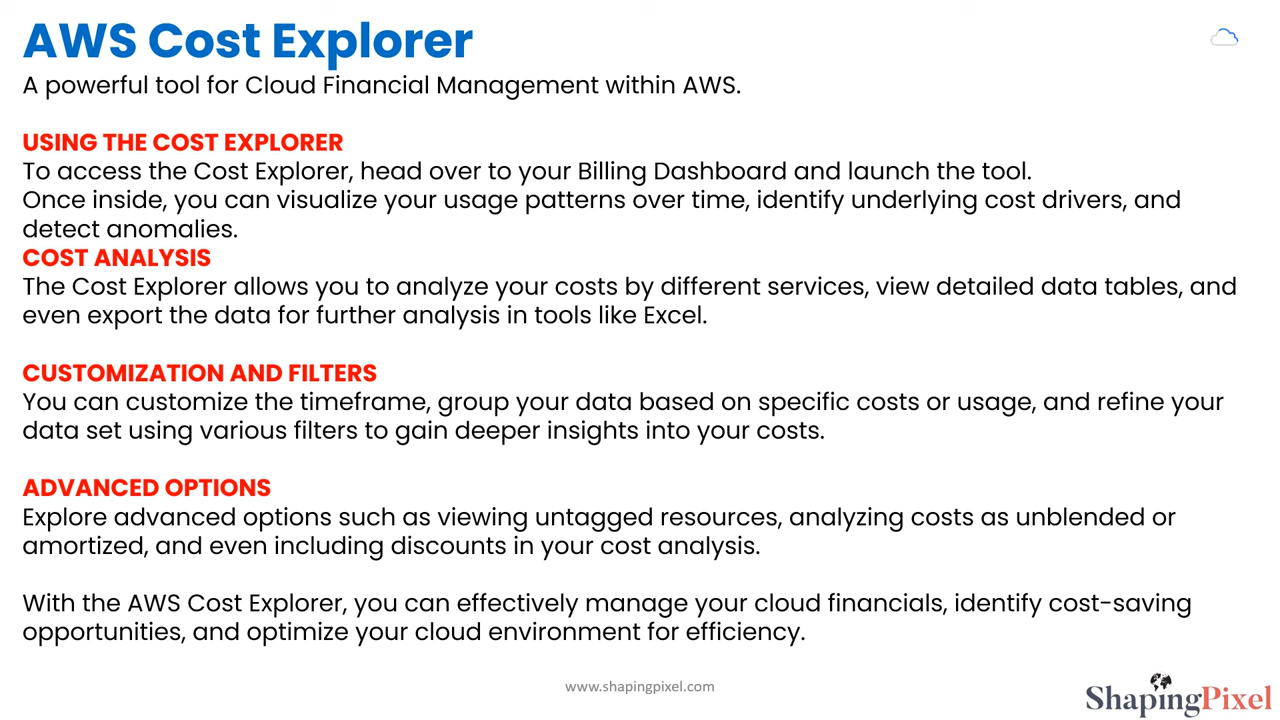 AWS Cost Explorer
A powerful tool for Cloud Financial Management within AWS.
USING THE COST EXPLORER
To access the Cost Explorer, head over to your Billing Dashboard and launch the tool.
Once inside, you can visualize your usage patterns over time, identify underlying cost drivers, and
detect anomalies.
COST ANALYSIS
The Cost Explorer allows you to analyze your costs by different services, view detailed data tables, and
even export the data for further analysis in tools like Excel.
CUSTOMIZATION AND FILTERS
You can customize the timeframe, group your data based on specific costs or usage, and refine your
data set using various filters to gain deeper insights into your costs.
ADVANCED OPTIONS
Explore advanced options such as viewing untagged resources, analyzing costs as unblended or
amortized, and even including discounts in your cost analysis.
With the AWS Cost Explorer, you can effectively manage your cloud financials, identify cost-saving
opportunities, and optimize your cloud environment for efficiency.
www.shapingpixel.com
ShapingPixel